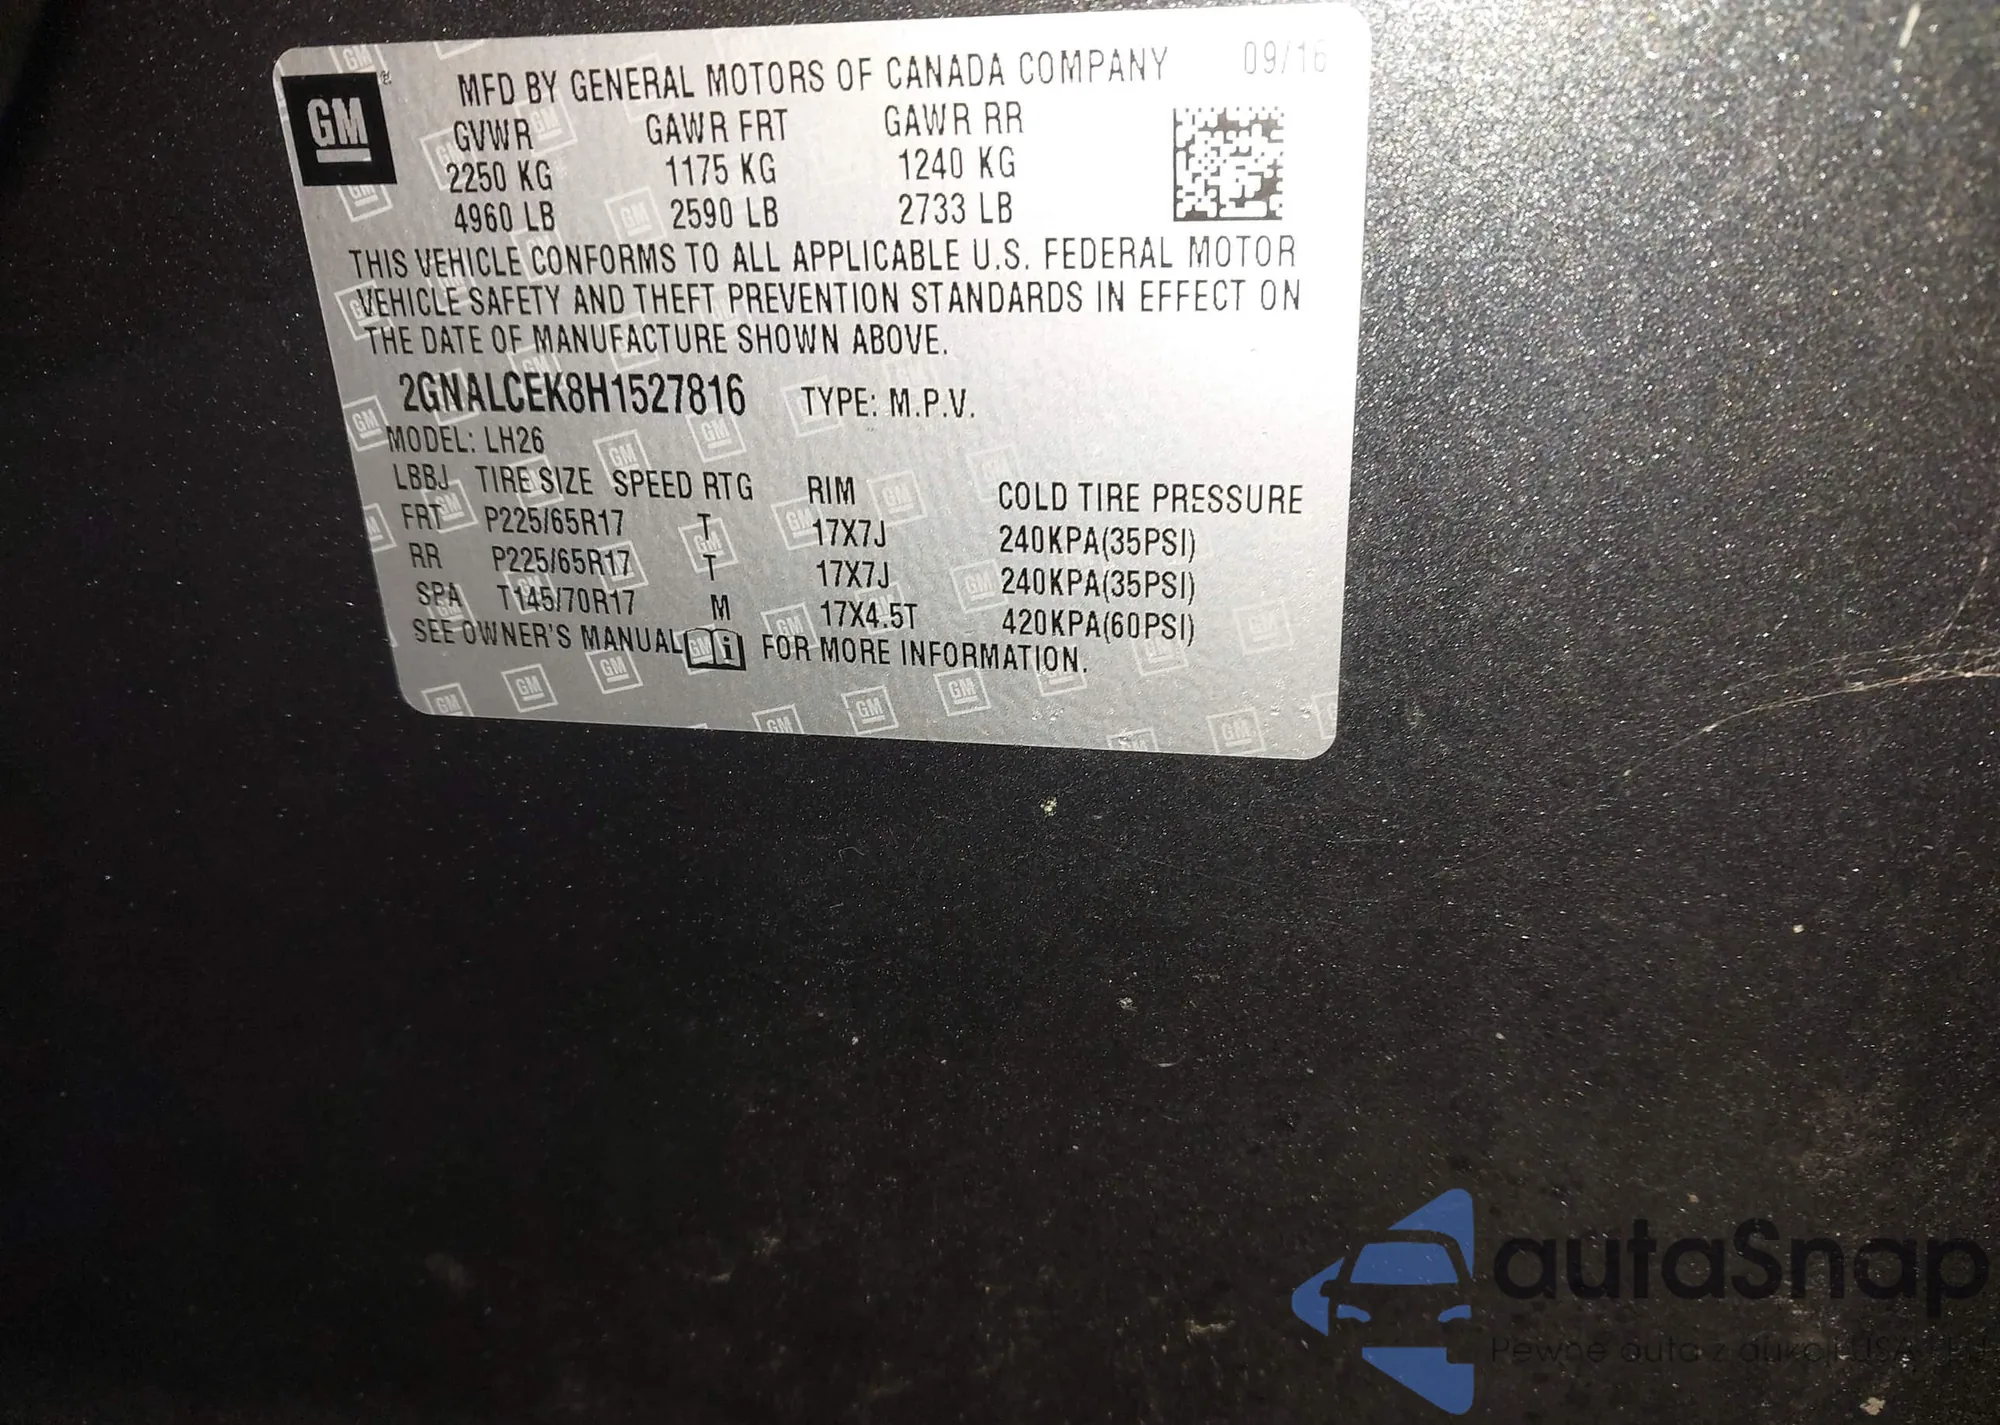 GM
MFD BY GENERAL MOTORS OF CANADA COMPANY 09/16
GVWR GAWR FRT GAWR RR
2250 KG 1175 KG 1240 KG
4960 LB 2590 LB 2733 LB
THIS VEHICLE CONFORMS TO ALL APPLICABLE U.S. FEDERAL MOTOR
VEHICLE SAFETY AND THEFT PREVENTION STANDARDS IN EFFECT ON
THE DATE OF MANUFACTURE SHOWN ABOVE.
2GNALCEK8H1527816 TYPE: M.P.V.
MODEL: LH26
LBBJ TIRE SIZE SPEED RTG RIM COLD TIRE PRESSURE
FRT P225/65R17 T 17X7J 240KPA(35PSI)
RR P225/65R17 T 17X7J 240KPA(35PSI)
SPA T145/70R17 M 17X4.5T 420KPA(60PSI)
SEE OWNER'S MANUAL i FOR MORE INFORMATION.
autaSnap
Pewne auta z aukcji USA